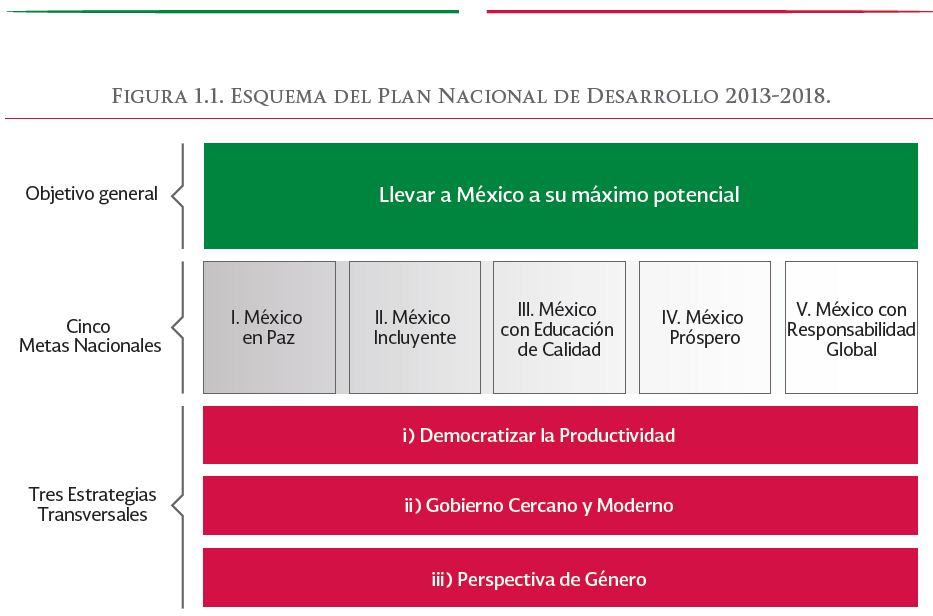 FIGURA 1.1. ESQUEMA DEL PLAN NACIONAL DE DESARROLLO 2013-2018.
Objetivo general
Llevar a México a su máximo potencial
Cinco
Metas Nacionales
I. México
en Paz
II. México
Incluyente
III. México
con Educación
de Calidad
IV. México
Próspero
V. México con
Responsabilidad
Global
Tres Estrategias
Transversales
i) Democratizar la Productividad
ii) Gobierno Cercano y Moderno
iii) Perspectiva de Género